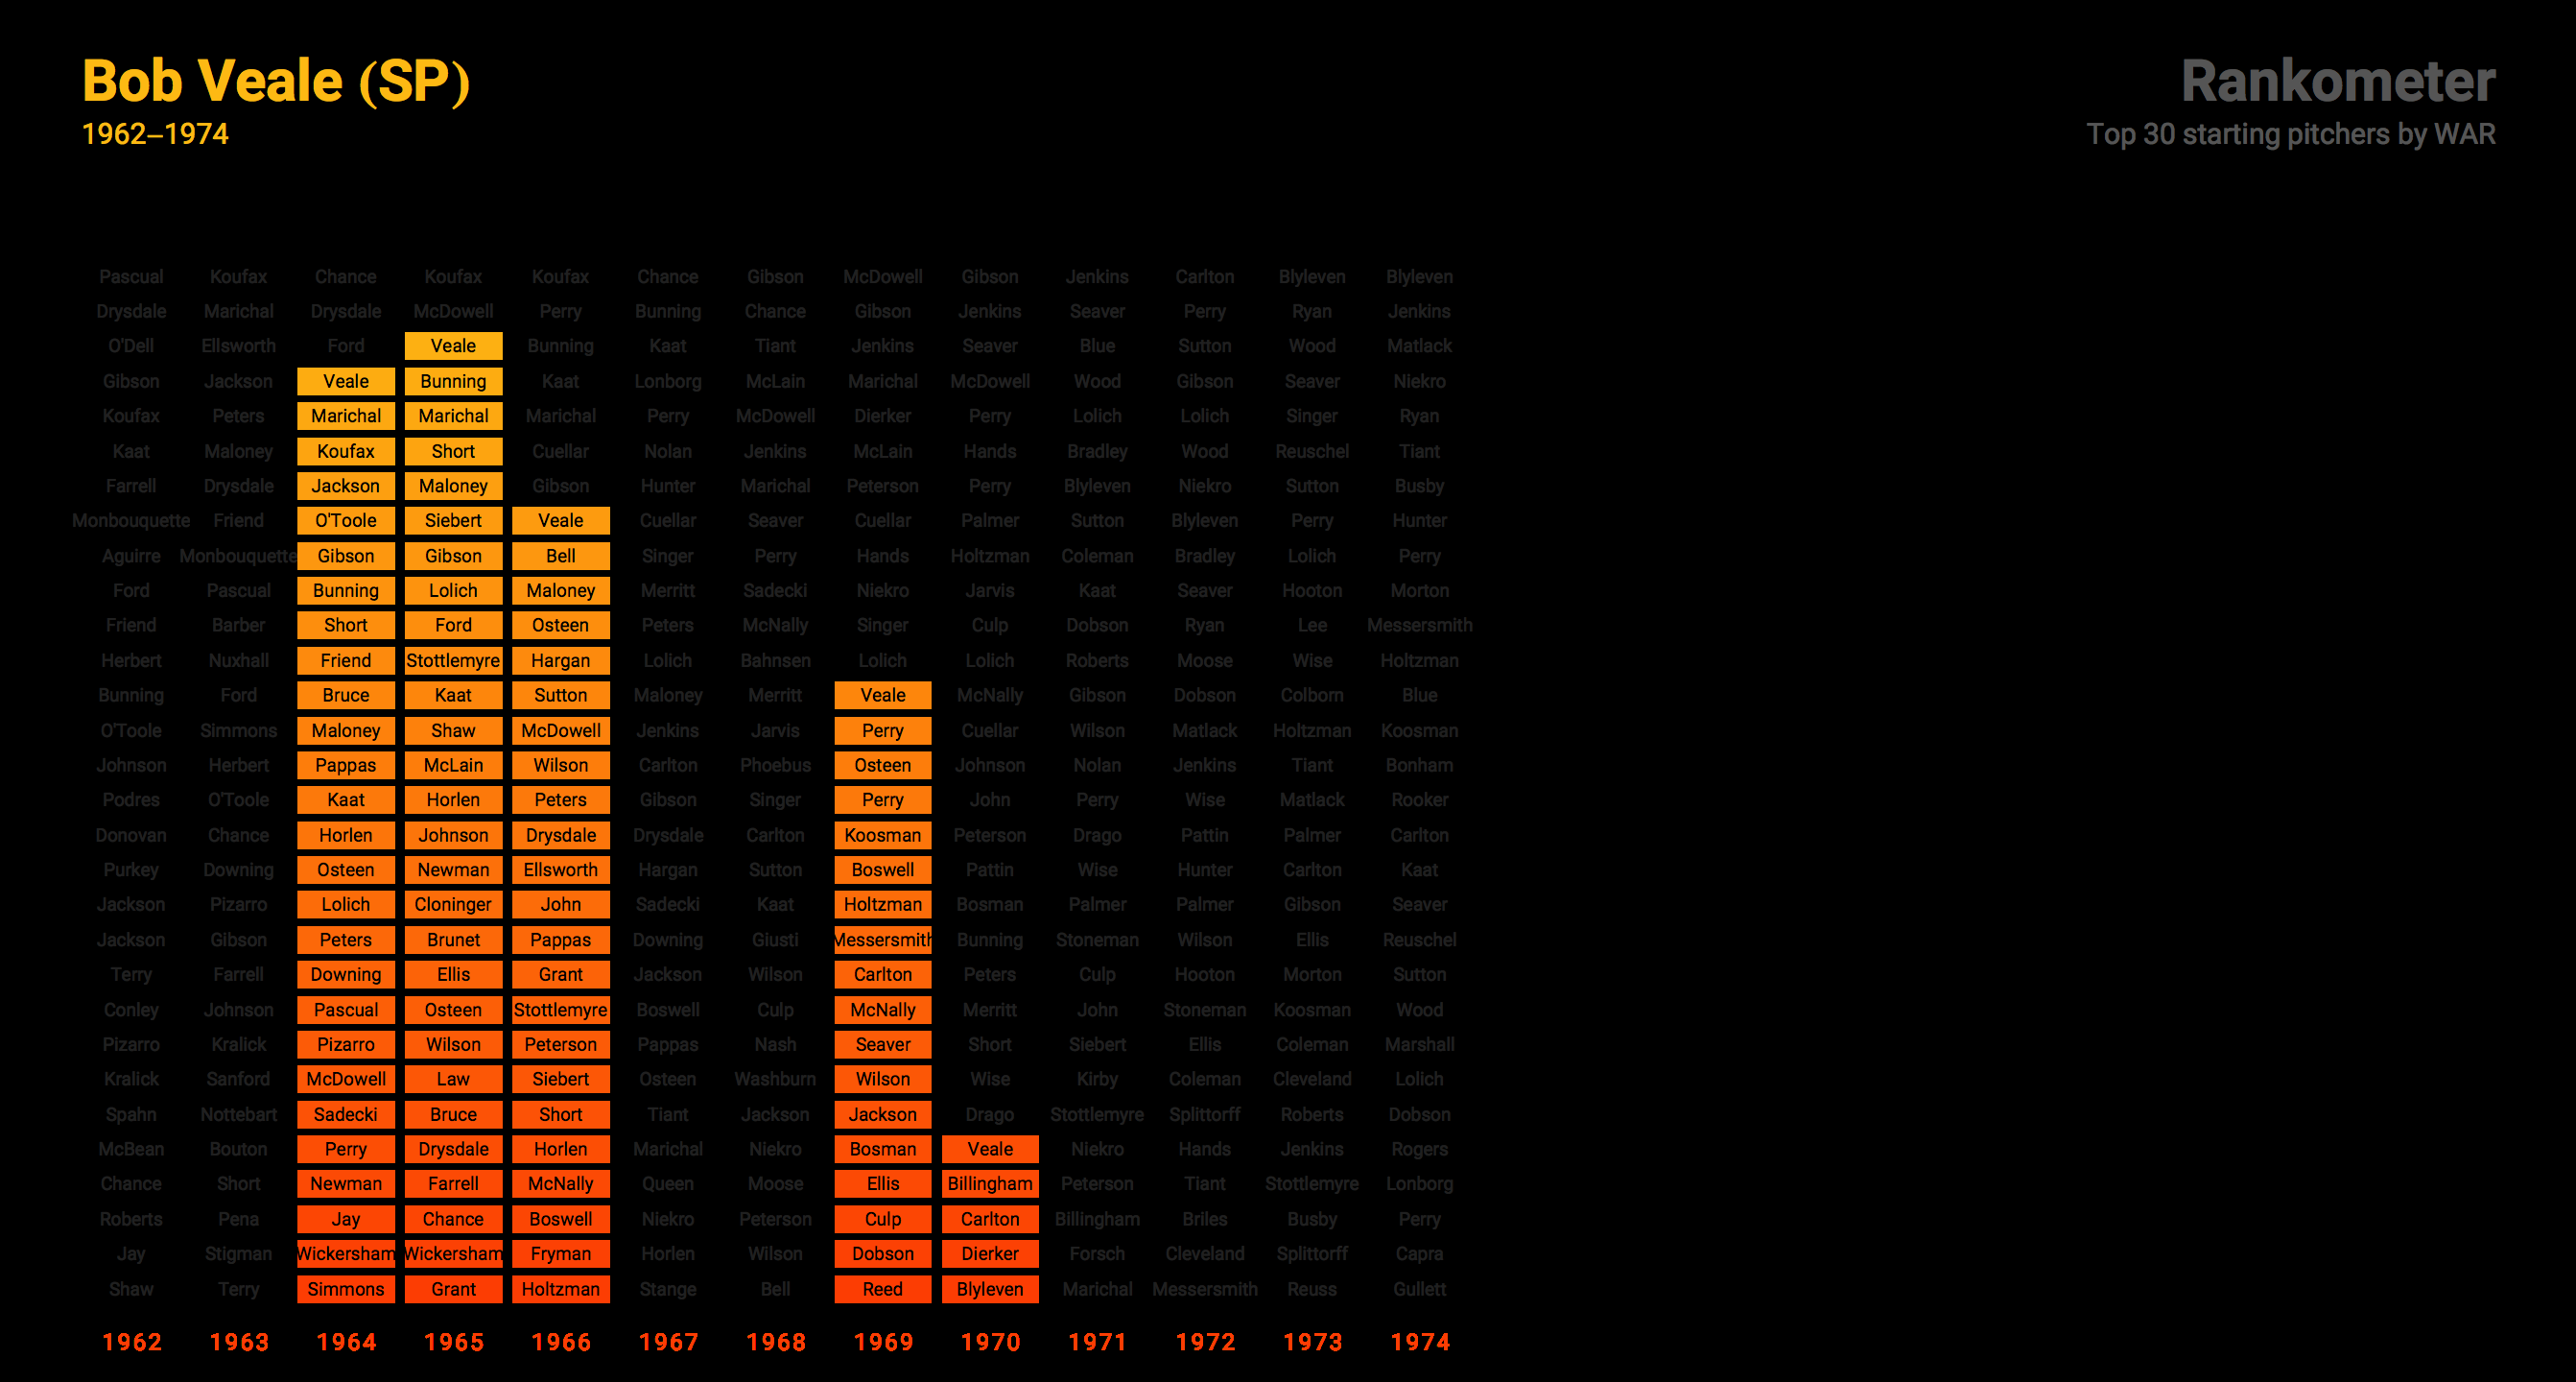 Bob Veale (SP)
1962–1974
Rankometer
Top 30 starting pitchers by WAR
Pascual Koufax Chance Koufax Koufax Chance Gibson McDowell Gibson Jenkins Carlton Blyleven Blyleven
Drysdale Marichal Drysdale McDowell Perry Bunning Chance Gibson Jenkins Seaver Perry Ryan Jenkins
O'Dell Ellsworth Ford Veale Bunning Kaat Tiant Jenkins Seaver Blue Sutton Wood Matlack
Gibson Jackson Veale Bunning Kaat Lonborg McLain Marichal McDowell Wood Gibson Seaver Niekro
Koufax Peters Marichal Marichal Marichal Perry McDowell Dierker Perry Lolich Lolich Singer Ryan
Kaat Maloney Koufax Short Cuellar Nolan Jenkins McLain Hands Bradley Wood Reuschel Tiant
Farrell Drysdale Jackson Maloney Gibson Hunter Marichal Peterson Perry Blyleven Niekro Sutton Busby
Monbouquette Friend O'Toole Siebert Veale Cuellar Seaver Cuellar Palmer Sutton Blyleven Perry Hunter
Aguirre Monbouquette Gibson Gibson Bell Singer Perry Hands Holtzman Coleman Bradley Lolich Perry
Ford Pascual Bunning Lolich Maloney Merritt Sadecki Niekro Jarvis Kaat Seaver Hooton Morton
Friend Barber Short Ford Osteen Peters McNally Singer Culp Dobson Ryan Lee Messersmith
Herbert Nuxhall Friend Stottlemyre Hargan Lolich Bahnsen Lolich Lolich Roberts Moose Wise Holtzman
Bunning Ford Bruce Kaat Sutton Maloney Merritt Veale McNally Gibson Dobson Colborn Blue
O'Toole Simmons Maloney Shaw McDowell Jenkins Jarvis Perry Cuellar Wilson Matlack Holtzman Koosman
Johnson Herbert Pappas McLain Wilson Carlton Phoebus Osteen Johnson Nolan Jenkins Tiant Bonham
Podres O'Toole Kaat Horlen Peters Gibson Singer Perry John Perry Wise Matlack Rooker
Donovan Chance Horlen Johnson Drysdale Drysdale Carlton Koosman Peterson Drago Pattin Palmer Carlton
Purkey Downing Osteen Newman Ellsworth Hargan Sutton Boswell Pattin Wise Hunter Carlton Kaat
Jackson Pizarro Lolich Cloninger John Sadecki Kaat Holtzman Bosman Palmer Palmer Gibson Seaver
Jackson Gibson Peters Brunet Pappas Downing Giusti Messersmith Bunning Stoneman Wilson Ellis Reuschel
Terry Farrell Downing Ellis Grant Jackson Wilson Carlton Peters Culp Hooton Morton Sutton
Conley Johnson Pascual Osteen Stottlemyre Boswell Culp McNally Merritt John Stoneman Koosman Wood
Pizarro Kralick Pizarro Wilson Peterson Pappas Nash Seaver Short Siebert Ellis Coleman Marshall
Kralick Sanford McDowell Law Siebert Osteen Washburn Wilson Wise Kirby Coleman Cleveland Lolich
Spahn Nottebart Sadecki Bruce Short Tiant Jackson Jackson Drago Stottlemyre Splittorff Roberts Dobson
McBean Bouton Perry Drysdale Horlen Marichal Niekro Bosman Veale Niekro Hands Jenkins Rogers
Chance Short Newman Farrell McNally Queen Moose Ellis Billingham Peterson Tiant Stottlemyre Lonborg
Roberts Pena Jay Chance Boswell Niekro Peterson Culp Carlton Billingham Briles Busby Perry
Jay Stigman Wickersham Wickersham Fryman Horlen Wilson Dobson Dierker Forsch Cleveland Splittorff Capra
Shaw Terry Simmons Grant Holtzman Stange Bell Reed Blyleven Marichal Messersmith Reuss Gullett
1962 1963 1964 1965 1966 1967 1968 1969 1970 1971 1972 1973 1974